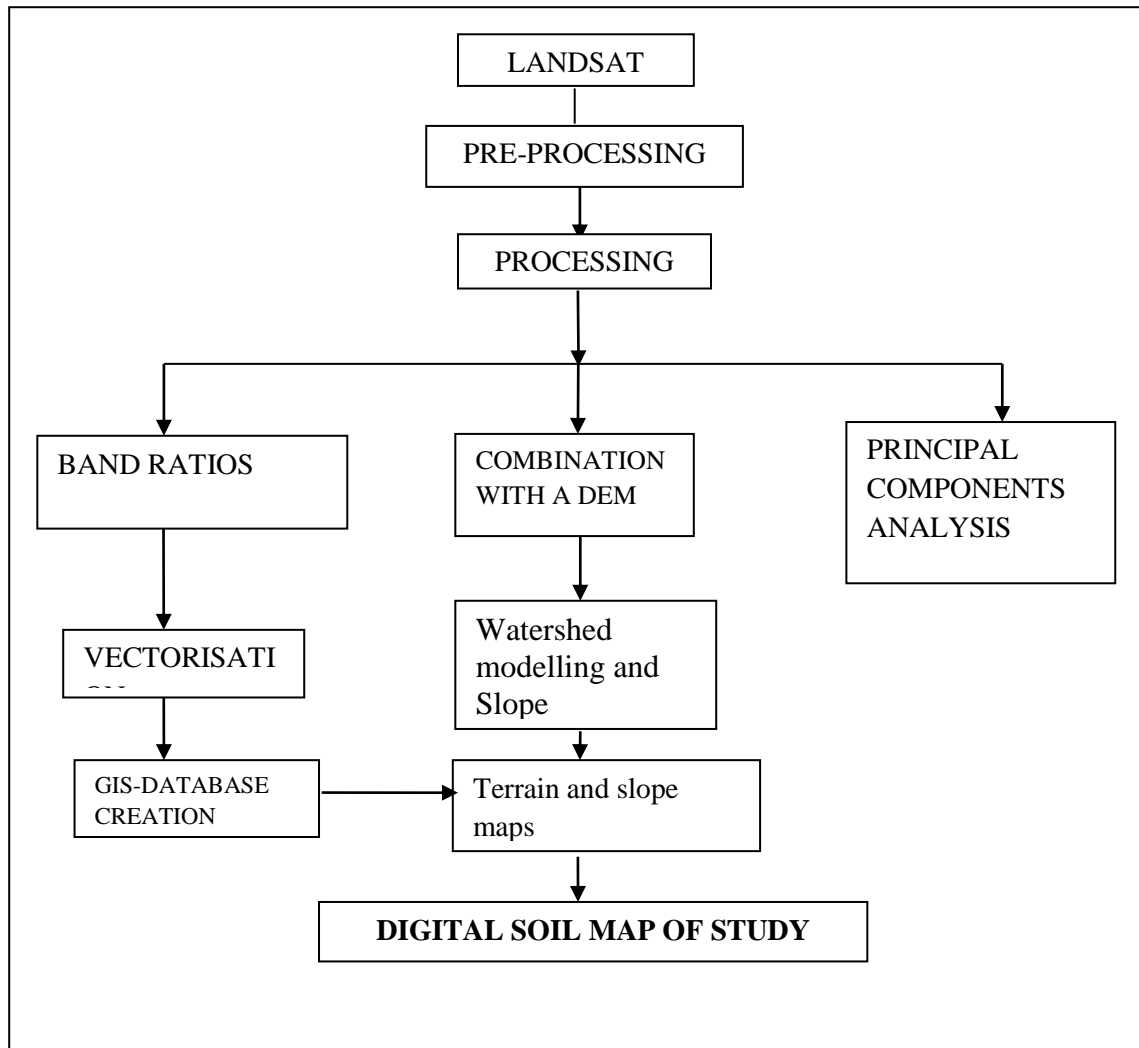 LANDSAT
PRE-PROCESSING
PROCESSING
BAND RATIOS
COMBINATION
WITH A DEM
PRINCIPAL
COMPONENTS
ANALYSIS
VECTORISATI
Watershed
modelling and
Slope
GIS-DATABASE
CREATION
Terrain and slope
maps
DIGITAL SOIL MAP OF STUDY